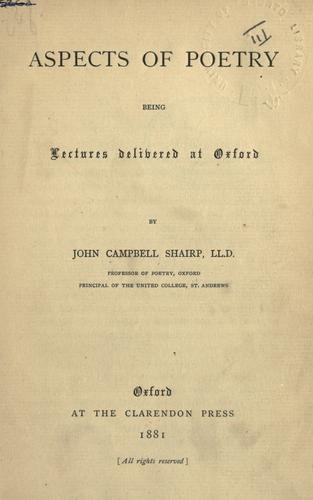 ASPECTS OF POETRY
BEING
Lectures delivered at Oxford
BY
JOHN CAMPBELL SHAIRP, LL.D.
PROFESSOR OF POETRY, OXFORD
PRINCIPAL OF THE UNITED COLLEGE, ST. ANDREWS
Oxford
AT THE CLARENDON PRESS
1881
[All rights reserved]